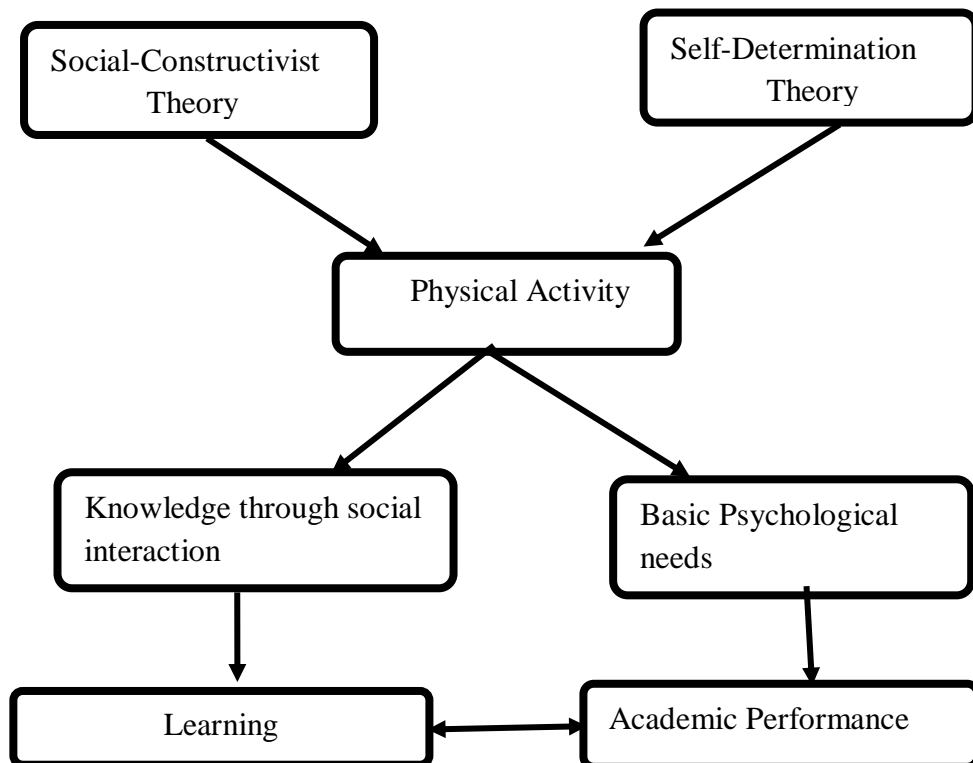 Social-Constructivist
Theory
Self-Determination
Theory
Physical Activity
Knowledge through social
interaction
Basic Psychological
needs
Learning
Academic Performance